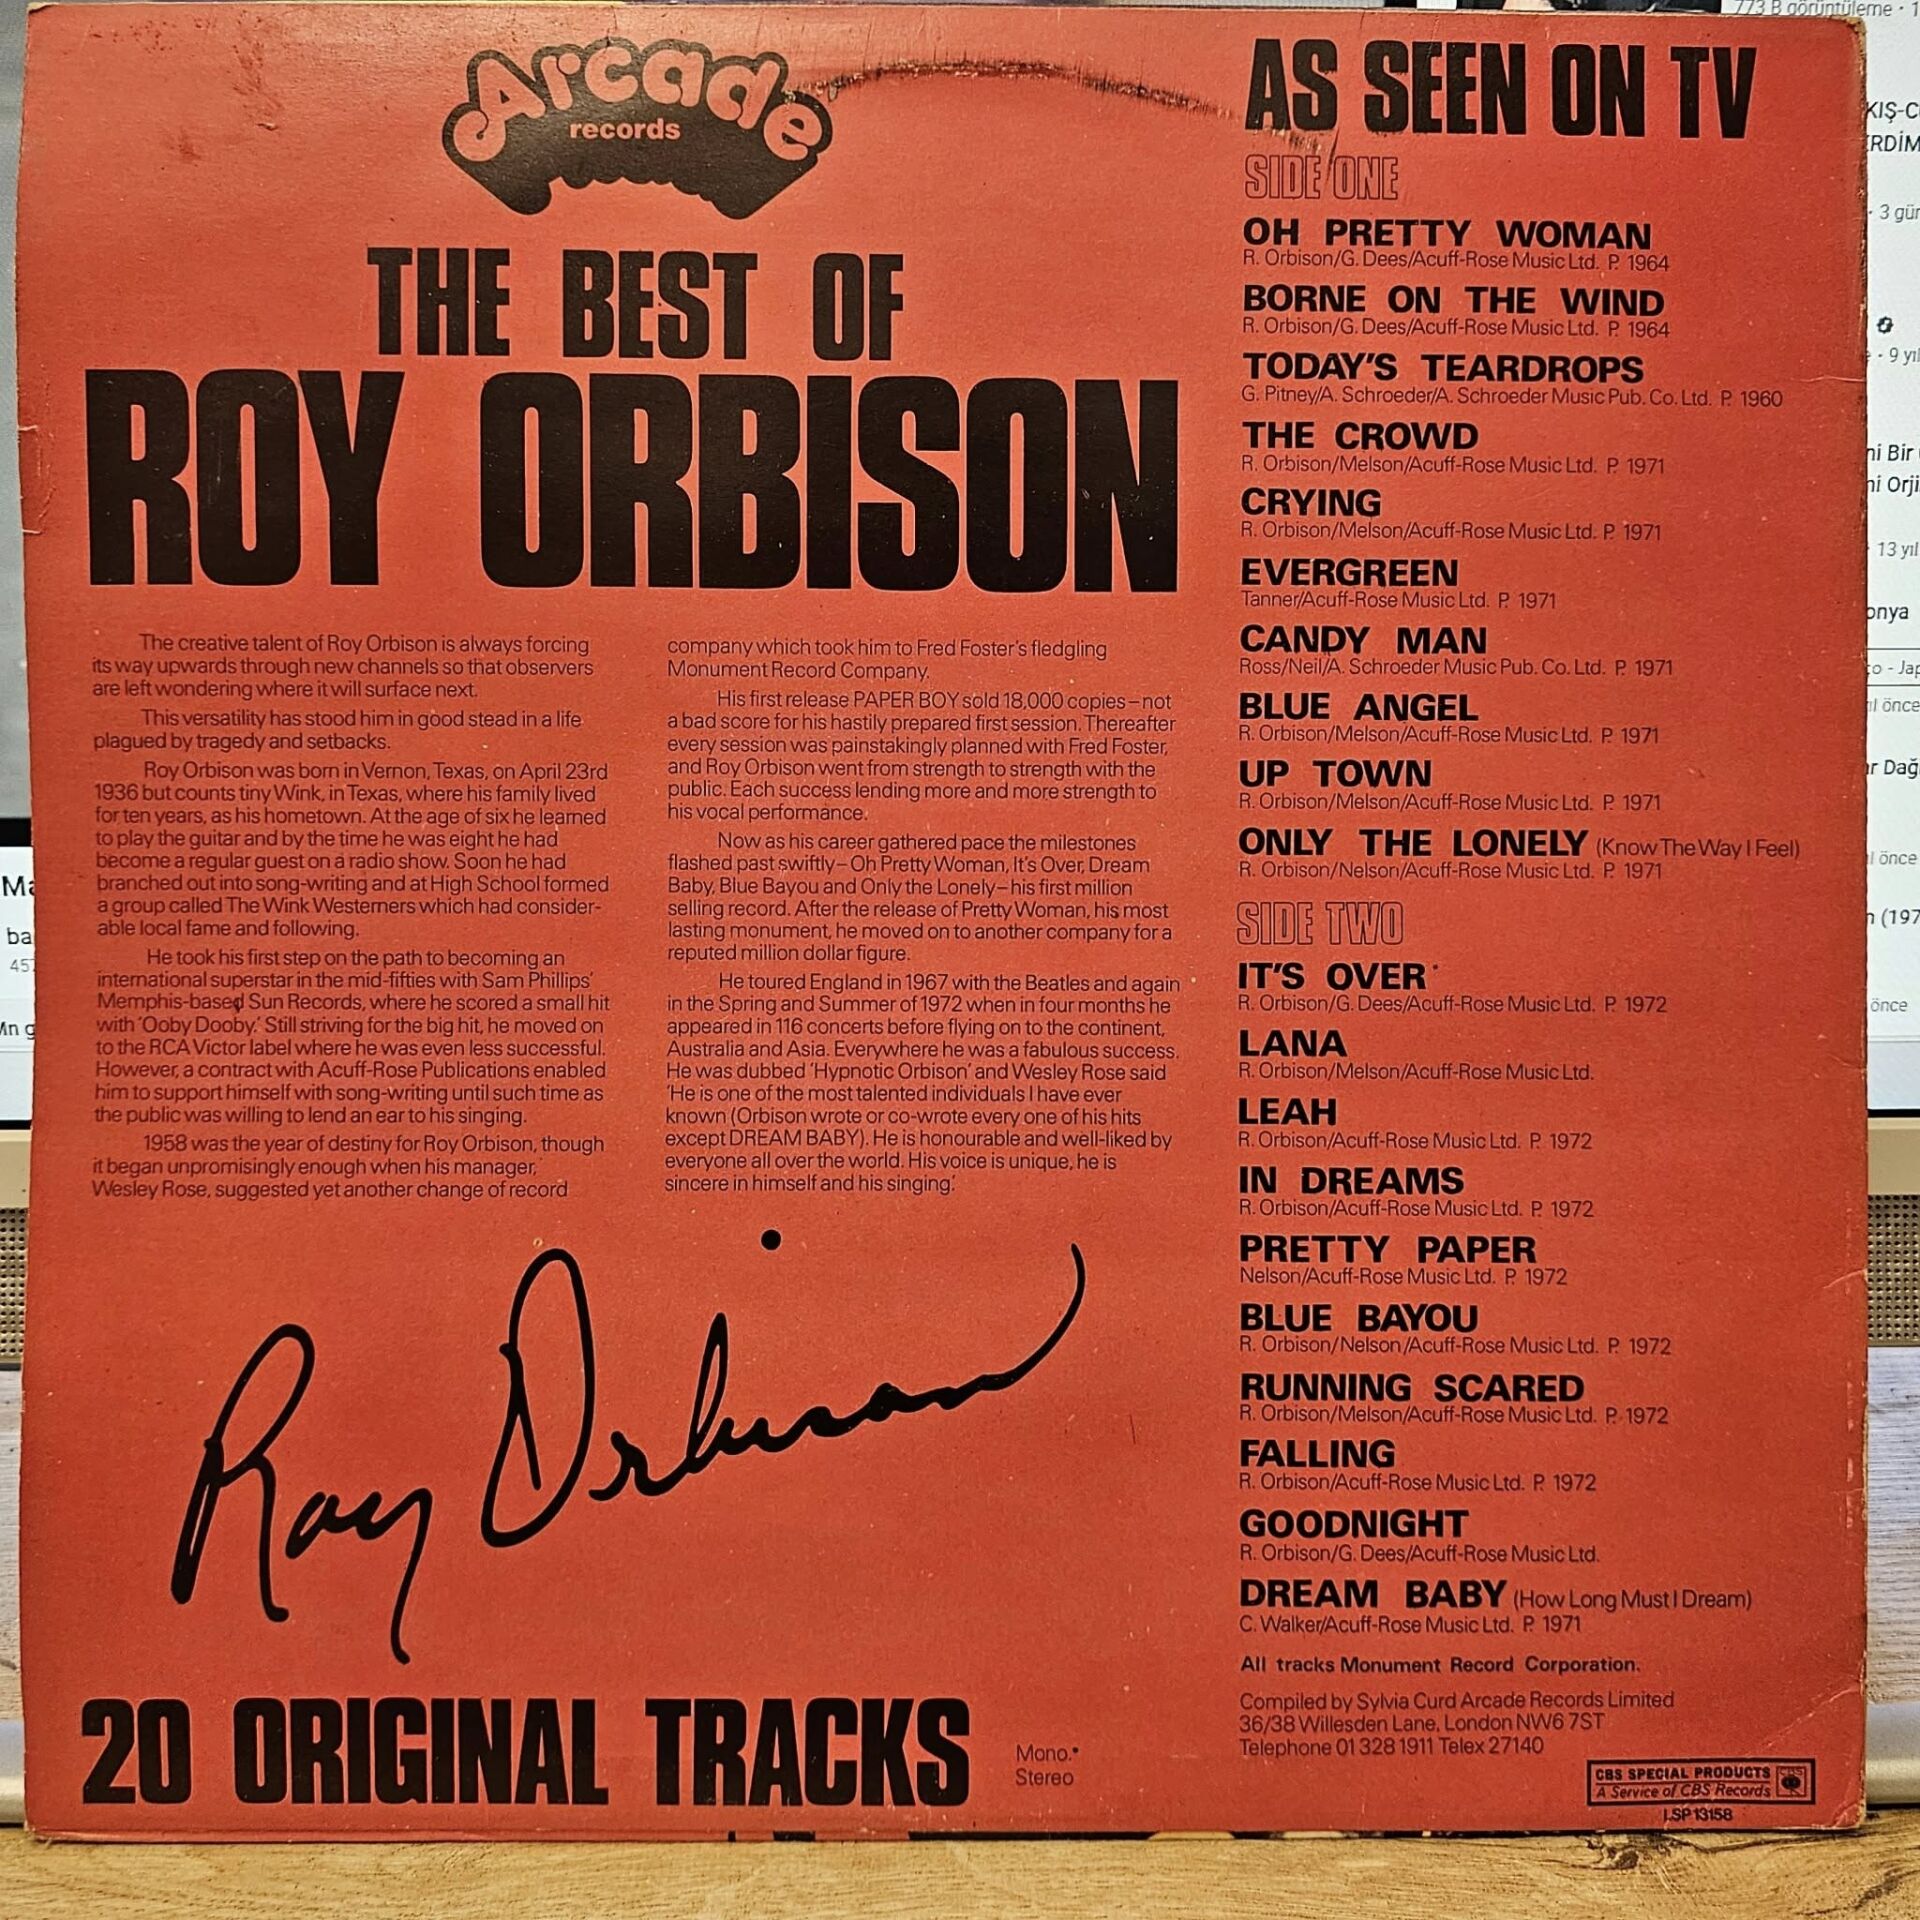 Arcade
records
THE BEST OF
ROY ORBISON
The creative talent of Roy Orbison is always forcing
its way upwards through new channels so that observers
are left wondering where it will surface next.
This versatility has stood him in good stead in a life
plagued by tragedy and setbacks.
Roy Orbison was born in Vernon, Texas, on April 23rd
1936 but counts tiny Wink, in Texas, where his family lived
for ten years, as his hometown. At the age of six he learned
to play the guitar and by the time he was eight he had
become a regular guest on a radio show. Soon he had
branched out into song-writing and at High School formed
a group called The Wink Westerners which had consider-
able local fame and following.
He took his first step on the path to becoming an
international superstar in the mid-fifties with Sam Phillips'
Memphis-based Sun Records, where he scored a small hit
with 'Ooby Dooby.' Still striving for the big hit, he moved on
to the RCA Victor label where he was even less successful.
However, a contract with Acuff-Rose Publications enabled
him to support himself with song-writing until such time as
the public was willing to lend an ear to his singing.
1958 was the year of destiny for Roy Orbison, though
it began unpromisingly enough when his manager,
Wesley Rose, suggested yet another change of record
company which took him to Fred Foster's fledgling
Monument Record Company.
His first release PAPER BOY sold 18,000 copies – not
a bad score for his hastily prepared first session. Thereafter
every session was painstakingly planned with Fred Foster,
and Roy Orbison went from strength to strength with the
public. Each success lending more and more strength to
his vocal performance.
Now as his career gathered pace the milestones
flashed past swiftly – Oh Pretty Woman, It's Over, Dream
Baby, Blue Bayou and Only the Lonely – his first million
selling record. After the release of Pretty Woman, his most
lasting monument, he moved on to another company for a
reputed million dollar figure.
He toured England in 1967 with the Beatles and again
in the Spring and Summer of 1972 when in four months he
appeared in 116 concerts before flying on to the continent,
Australia and Asia. Everywhere he was a fabulous success.
He was dubbed 'Hypnotic Orbison' and Wesley Rose said
'He is one of the most talented individuals I have ever
known (Orbison wrote or co-wrote every one of his hits
except DREAM BABY). He is honourable and well-liked by
everyone all over the world. His voice is unique, he is
sincere in himself and his singing.'
Roy Orbison
20 ORIGINAL TRACKS
Mono.*
Stereo
AS SEEN ON TV
SIDE ONE
OH PRETTY WOMAN
R. Orbison/G. Dees/Acuff-Rose Music Ltd. P. 1964
BORNE ON THE WIND
R. Orbison/G. Dees/Acuff-Rose Music Ltd. P. 1964
TODAY'S TEARDROPS
G. Pitney/A. Schroeder/A. Schroeder Music Pub. Co. Ltd. P. 1960
THE CROWD
R. Orbison/Melson/Acuff-Rose Music Ltd. P. 1971
CRYING
R. Orbison/Melson/Acuff-Rose Music Ltd. P. 1971
EVERGREEN
Tanner/Acuff-Rose Music Ltd. P. 1971
CANDY MAN
Ross/Neil/A. Schroeder Music Pub. Co. Ltd. P. 1971
BLUE ANGEL
R. Orbison/Melson/Acuff-Rose Music Ltd. P. 1971
UP TOWN
R. Orbison/Melson/Acuff-Rose Music Ltd. P. 1971
ONLY THE LONELY (Know The Way I Feel)
R. Orbison/Nelson/Acuff-Rose Music Ltd. P. 1971
SIDE TWO
IT'S OVER*
R. Orbison/G. Dees/Acuff-Rose Music Ltd. P. 1972
LANA
R. Orbison/Melson/Acuff-Rose Music Ltd.
LEAH
R. Orbison/Acuff-Rose Music Ltd. P. 1972
IN DREAMS
R. Orbison/Acuff-Rose Music Ltd. P. 1972
PRETTY PAPER
Nelson/Acuff-Rose Music Ltd. P. 1972
BLUE BAYOU
R. Orbison/Nelson/Acuff-Rose Music Ltd. P. 1972
RUNNING SCARED
R. Orbison/Melson/Acuff-Rose Music Ltd. P. 1972
FALLING
R. Orbison/Acuff-Rose Music Ltd. P. 1972
GOODNIGHT
R. Orbison/G. Dees/Acuff-Rose Music Ltd.
DREAM BABY (How Long Must I Dream)
C. Walker/Acuff-Rose Music Ltd. P. 1971
All tracks Monument Record Corporation.
Compiled by Sylvia Curd Arcade Records Limited
36/38 Willesden Lane, London NW6 7ST
Telephone 01 328 1911 Telex 27140
CBS SPECIAL PRODUCTS
A Service of CBS Records
CBS
LSP 13158
773 B görüntüleme
3 gün
9 yıl
13 yıl
önce